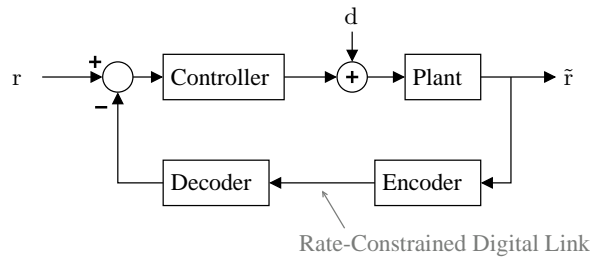 d
+
r
Controller
+
Plant
r̃
−
Decoder
Encoder
Rate-Constrained Digital Link